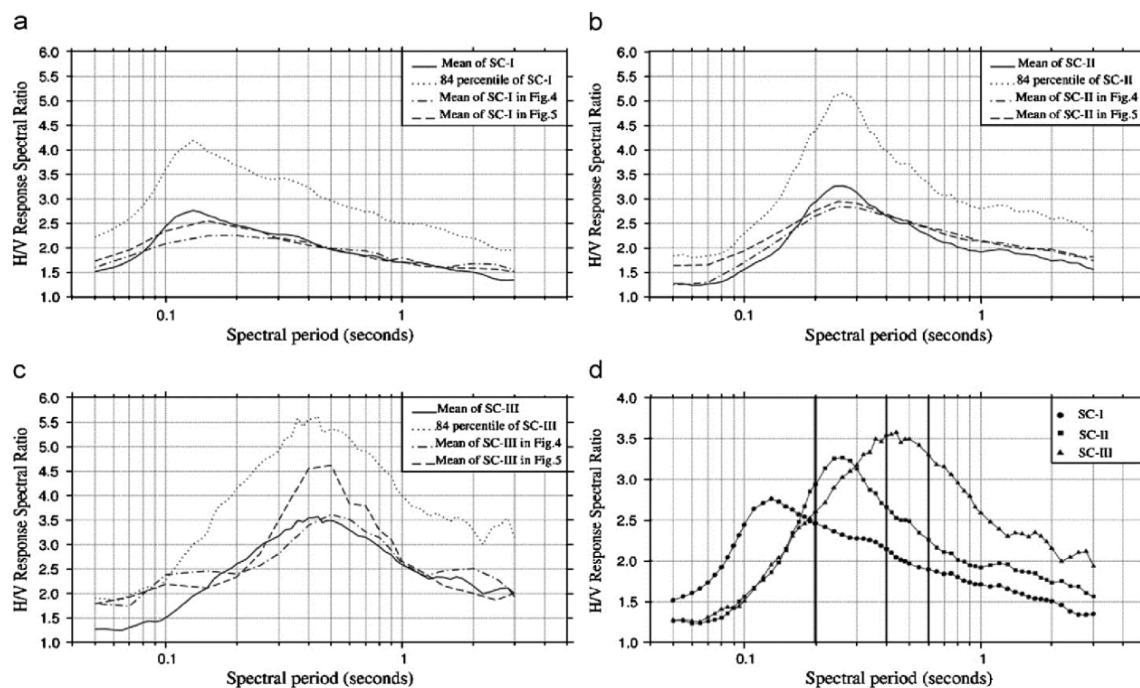 a
6.0
5.5
5.0
4.5
4.0
3.5
3.0
2.5
2.0
1.5
1.0
H/V Response Spectral Ratio
Mean of SC-I
84 percentile of SC-I
Mean of SC-I in Fig.4
Mean of SC-I in Fig.5
0.1 1
Spectral period (seconds)
b
6.0
5.5
5.0
4.5
4.0
3.5
3.0
2.5
2.0
1.5
1.0
H/V Response Spectral Ratio
Mean of SC-II
84 percentile of SC-II
Mean of SC-II in Fig.4
Mean of SC-II in Fig.5
0.1 1
Spectral period (seconds)
c
6.0
5.5
5.0
4.5
4.0
3.5
3.0
2.5
2.0
1.5
1.0
H/V Response Spectral Ratio
Mean of SC-III
84 percentile of SC-III
Mean of SC-III in Fig.4
Mean of SC-III in Fig.5
0.1 1
Spectral period (seconds)
d
4.0
3.5
3.0
2.5
2.0
1.5
1.0
H/V Response Spectral Ratio
SC-I
SC-II
SC-III
0.1 1
Spectral period (seconds)